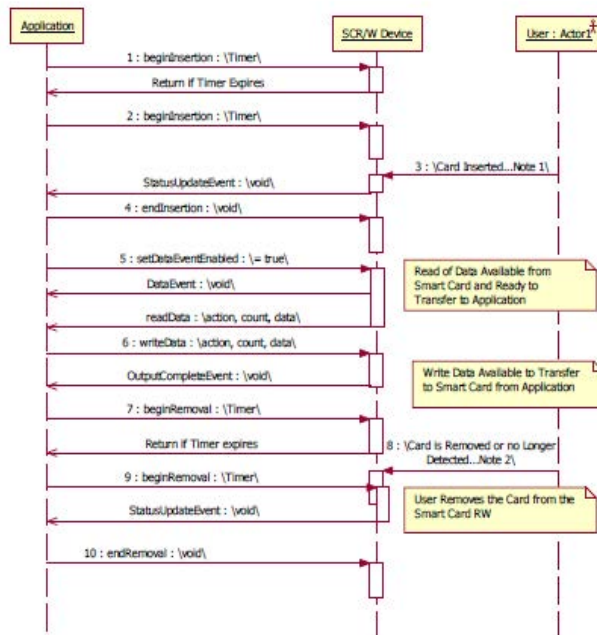 Application
SCR/W Device
User : Actor1
1 : beginInsertion : \Timer\
Return if Timer Expires
2 : beginInsertion : \Timer\
3 : \Card Inserted...Note 1\
StatusUpdateEvent : \void\
4 : endInsertion : \void\
5 : setDataEventEnabled : \= true\
Read of Data Available from
Smart Card and Ready to
Transfer to Application
DataEvent : \void\
readData : \action, count, data\
6 : writeData : \action, count, data\
Write Data Available to Transfer
to Smart Card from Application
OutputCompleteEvent : \void\
7 : beginRemoval : \Timer\
Return if Timer expires
8 : \Card is Removed or no Longer
Detected...Note 2\
9 : beginRemoval : \Timer\
User Removes the Card from the
Smart Card RW
StatusUpdateEvent : \void\
10 : endRemoval : \void\